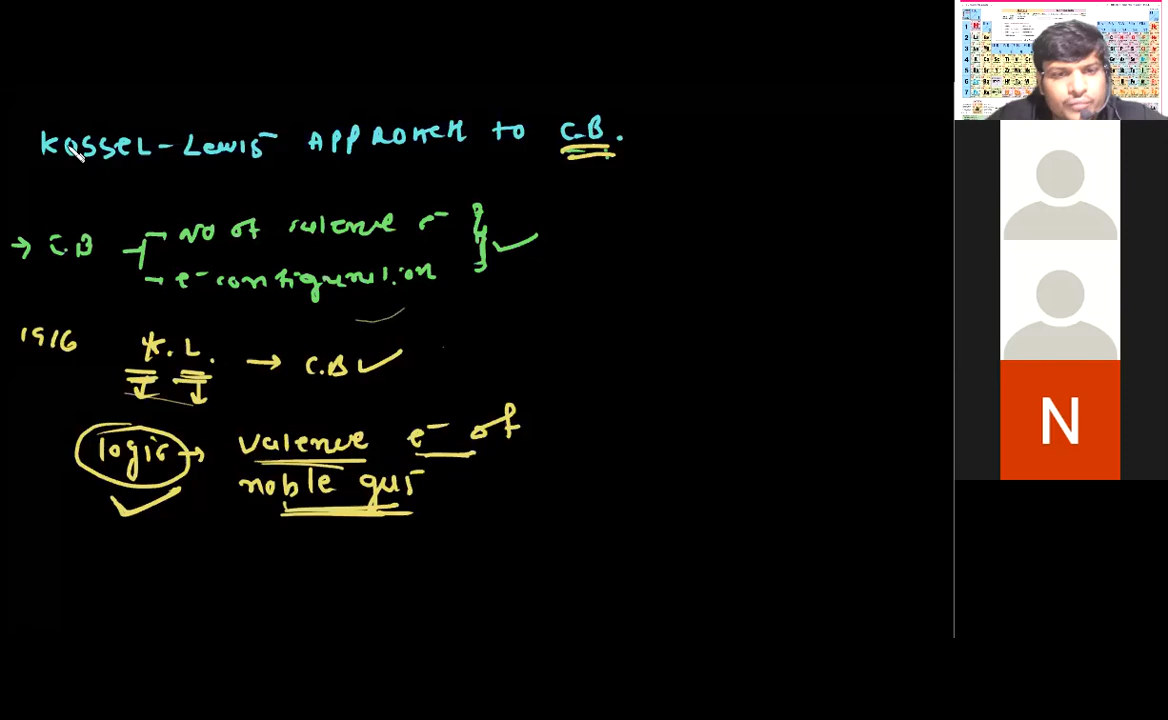 KOSSEL - Lewis APPROACH TO C.B.
→ C.B - No of valence e-
- e- configuration
1916 K.L. → C.B ✓
logic → valence e- of
noble gas
N